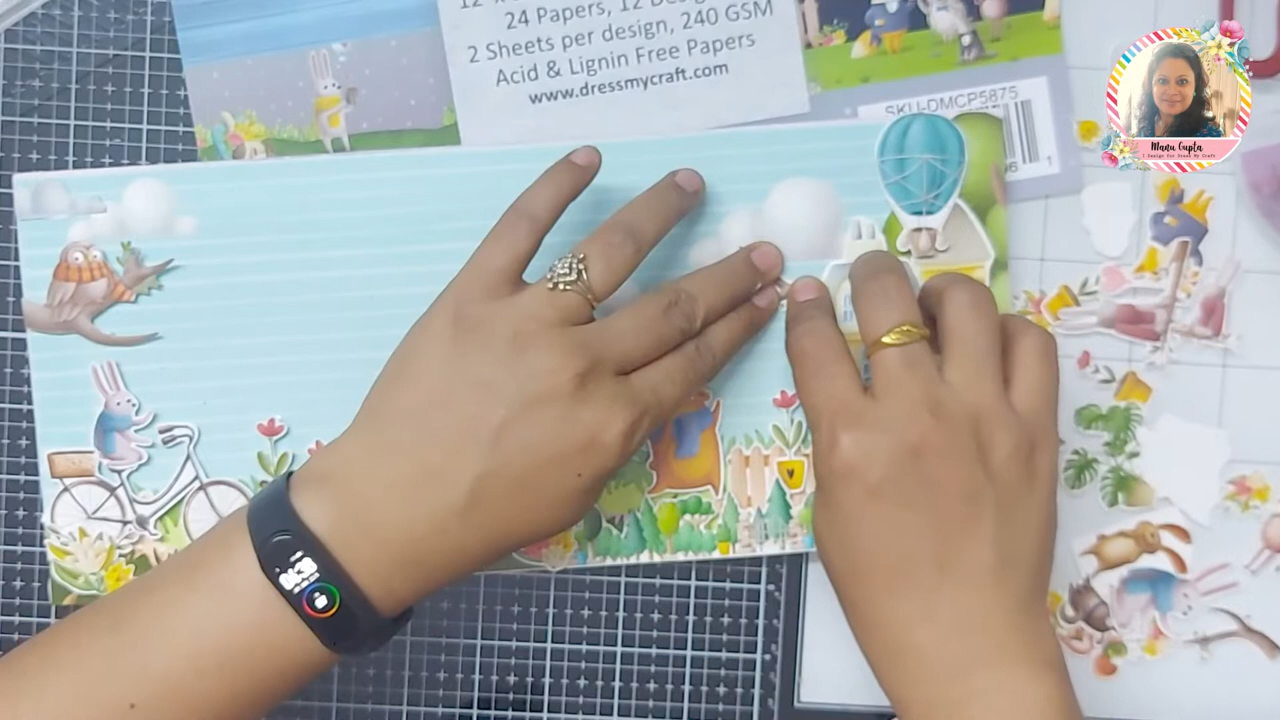 24 Papers, 12
2 Sheets per design, 240 GSM
Acid & Lignin Free Papers
www.dressmycraft.com
SKU-DMCP5875
Manu Gupta
I Design for Dress My Craft